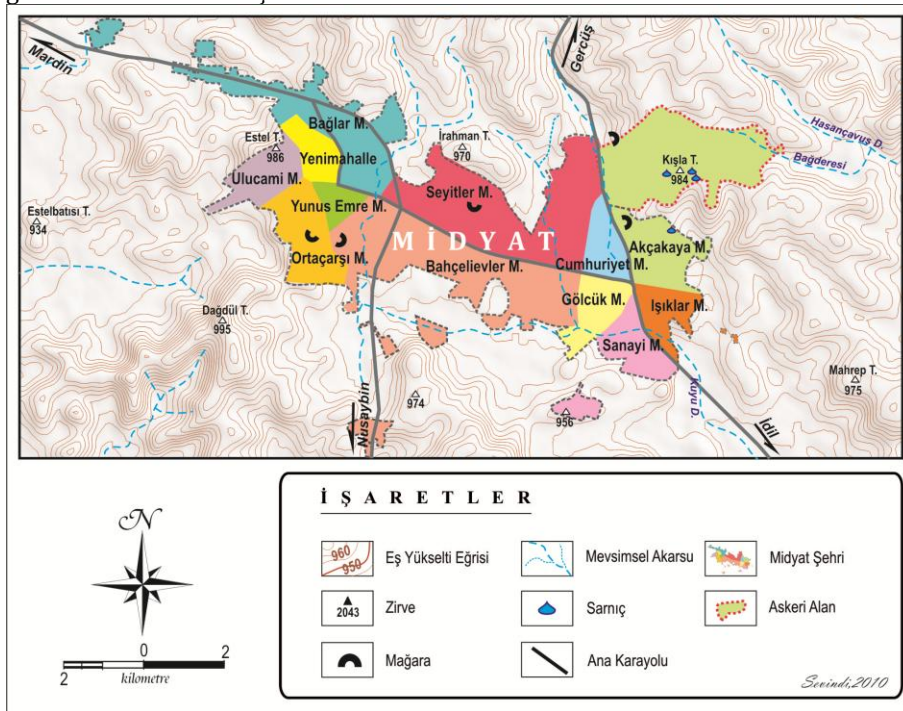 Mardin
Gercüş
Hasançavuş D.
Bağderesi
Bağlar M.
Estel T.
986
İrahman T.
970
Kışla T.
984
Yenimahalle
Ulucami M.
Seyitler M.
Yunus Emre M.
Estelbatısı T.
934
MİDYAT
Akçakaya M.
Ortaçarşı M.
Bahçelievler M.
Cumhuriyet M.
Gölcük M.
Işıklar M.
Dağdül T.
995
Sanayi M.
Mahrep T.
975
974
956
Kuyu D.
Nusaybin
İdil
İŞARETLER
960
950
Eş Yükselti Eğrisi
Mevsimsel Akarsu
Midyat Şehri
2043
Zirve
Sarnıç
Askeri Alan
Mağara
Ana Karayolu
N
2
0
2
kilometre
Sevindi,2010